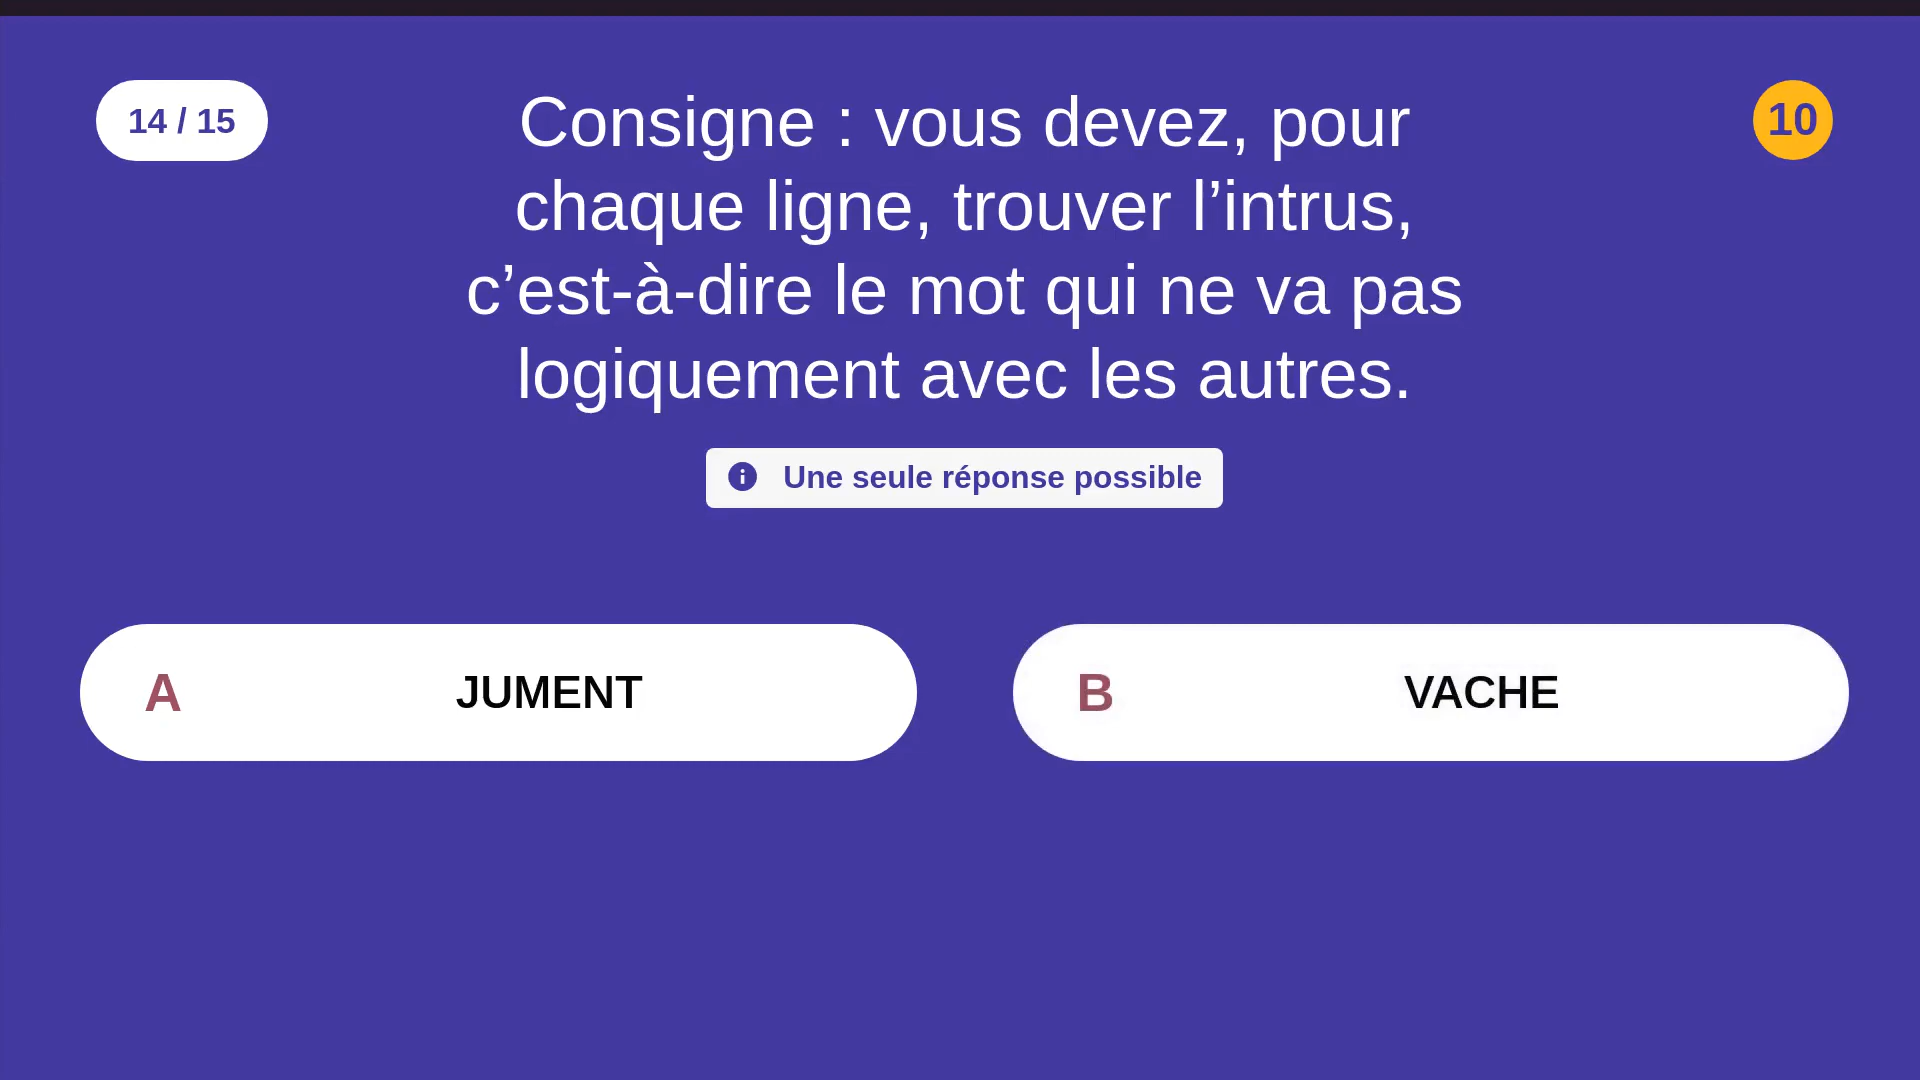 14 / 15
Consigne : vous devez, pour
chaque ligne, trouver l’intrus,
c’est-à-dire le mot qui ne va pas
logiquement avec les autres.
10
Une seule réponse possible
A JUMENT
B VACHE